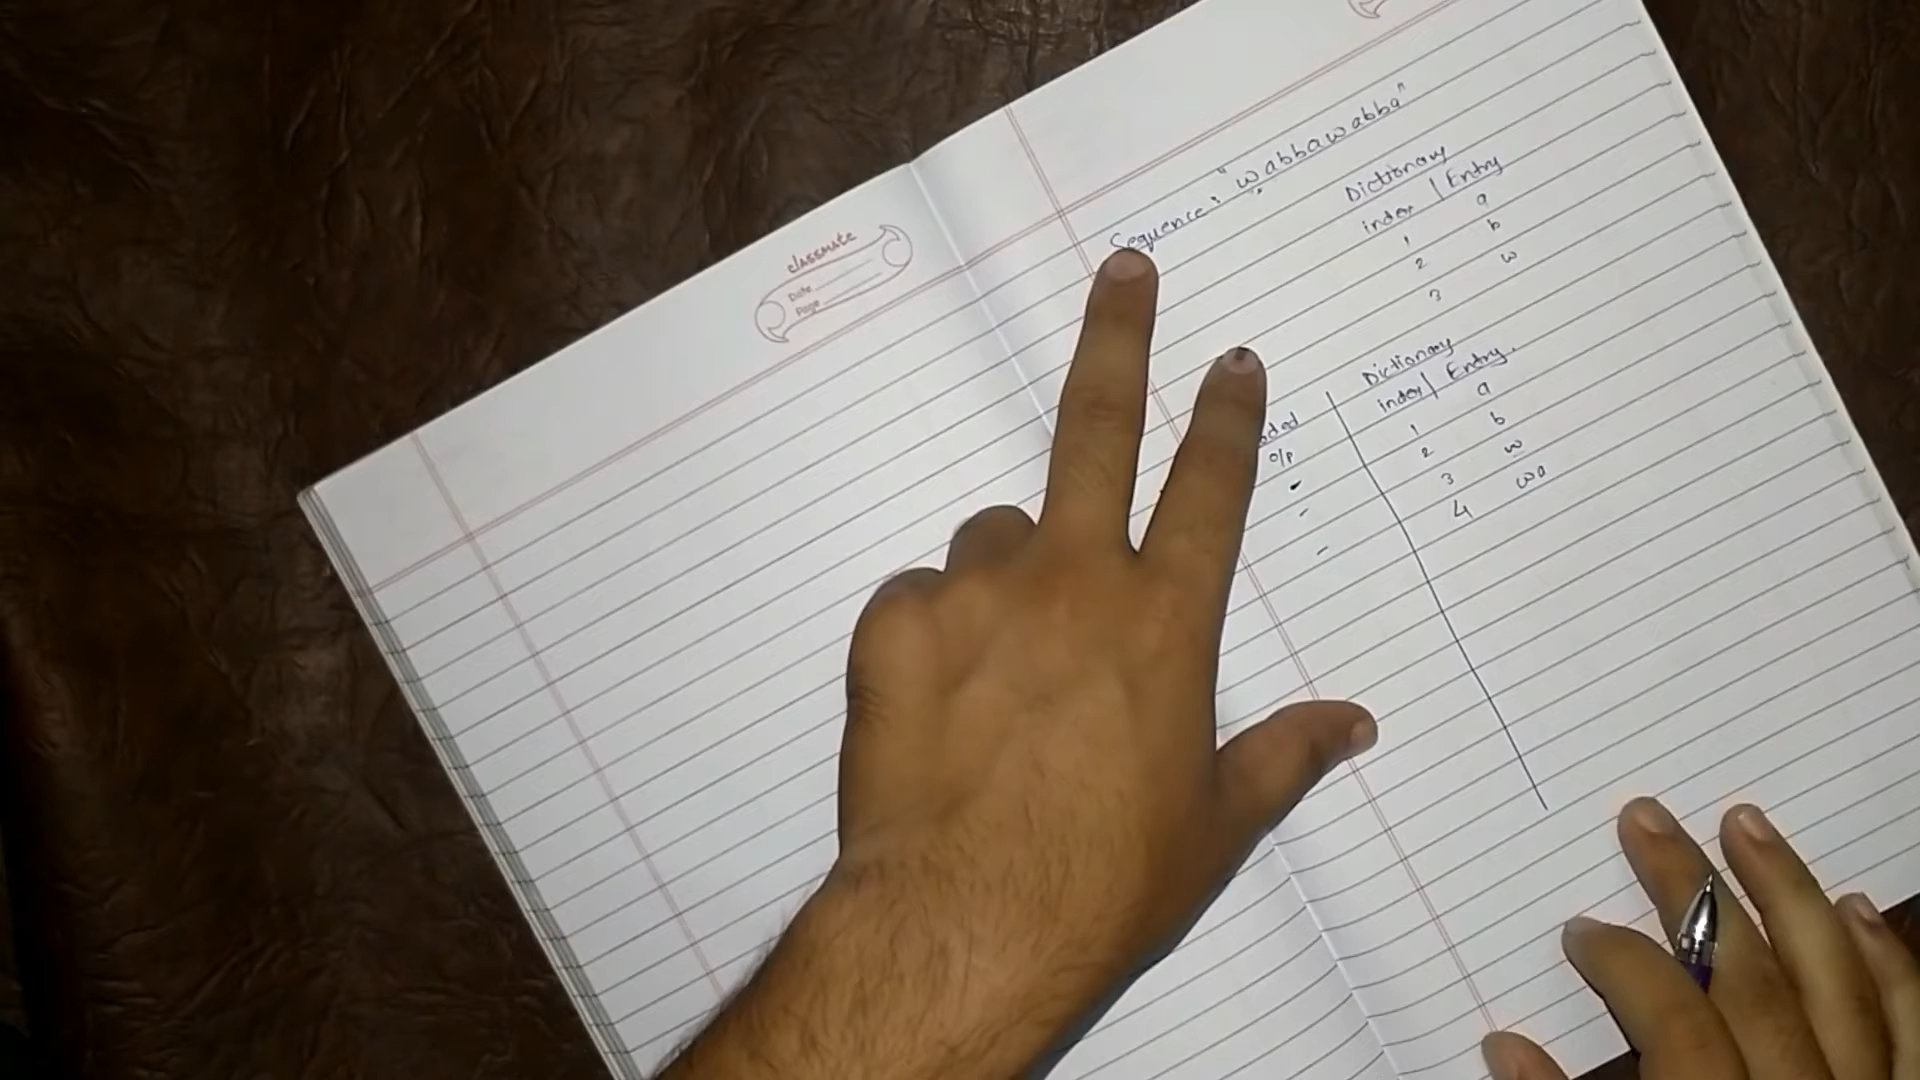 classmate
Date
Page
Sequence: "wabbawabba"
Dictionary
index | Entry
1 a
2 b
3 w
Dictionary
index | Entry.
o/p
- 1 a
- 2 b
- 3 w
4 wa